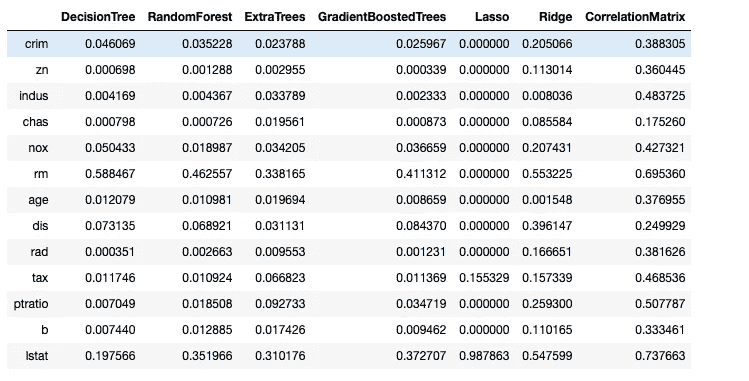 DecisionTree RandomForest ExtraTrees GradientBoostedTrees Lasso Ridge CorrelationMatrix
crim 0.046069 0.035228 0.023788 0.025967 0.000000 0.205066 0.388305
zn 0.000698 0.001288 0.002955 0.000339 0.000000 0.113014 0.360445
indus 0.004169 0.004367 0.033789 0.002333 0.000000 0.008036 0.483725
chas 0.000798 0.000726 0.019561 0.000873 0.000000 0.085584 0.175260
nox 0.050433 0.018987 0.034205 0.036659 0.000000 0.207431 0.427321
rm 0.588467 0.462557 0.338165 0.411312 0.000000 0.553225 0.695360
age 0.012079 0.010981 0.019694 0.008659 0.000000 0.001548 0.376955
dis 0.073135 0.068921 0.031131 0.084370 0.000000 0.396147 0.249929
rad 0.000351 0.002663 0.009553 0.001231 0.000000 0.166651 0.381626
tax 0.011746 0.010924 0.066823 0.011369 0.155329 0.157339 0.468536
ptratio 0.007049 0.018508 0.092733 0.034719 0.000000 0.259300 0.507787
b 0.007440 0.012885 0.017426 0.009462 0.000000 0.110165 0.333461
lstat 0.197566 0.351966 0.310176 0.372707 0.987863 0.547599 0.737663